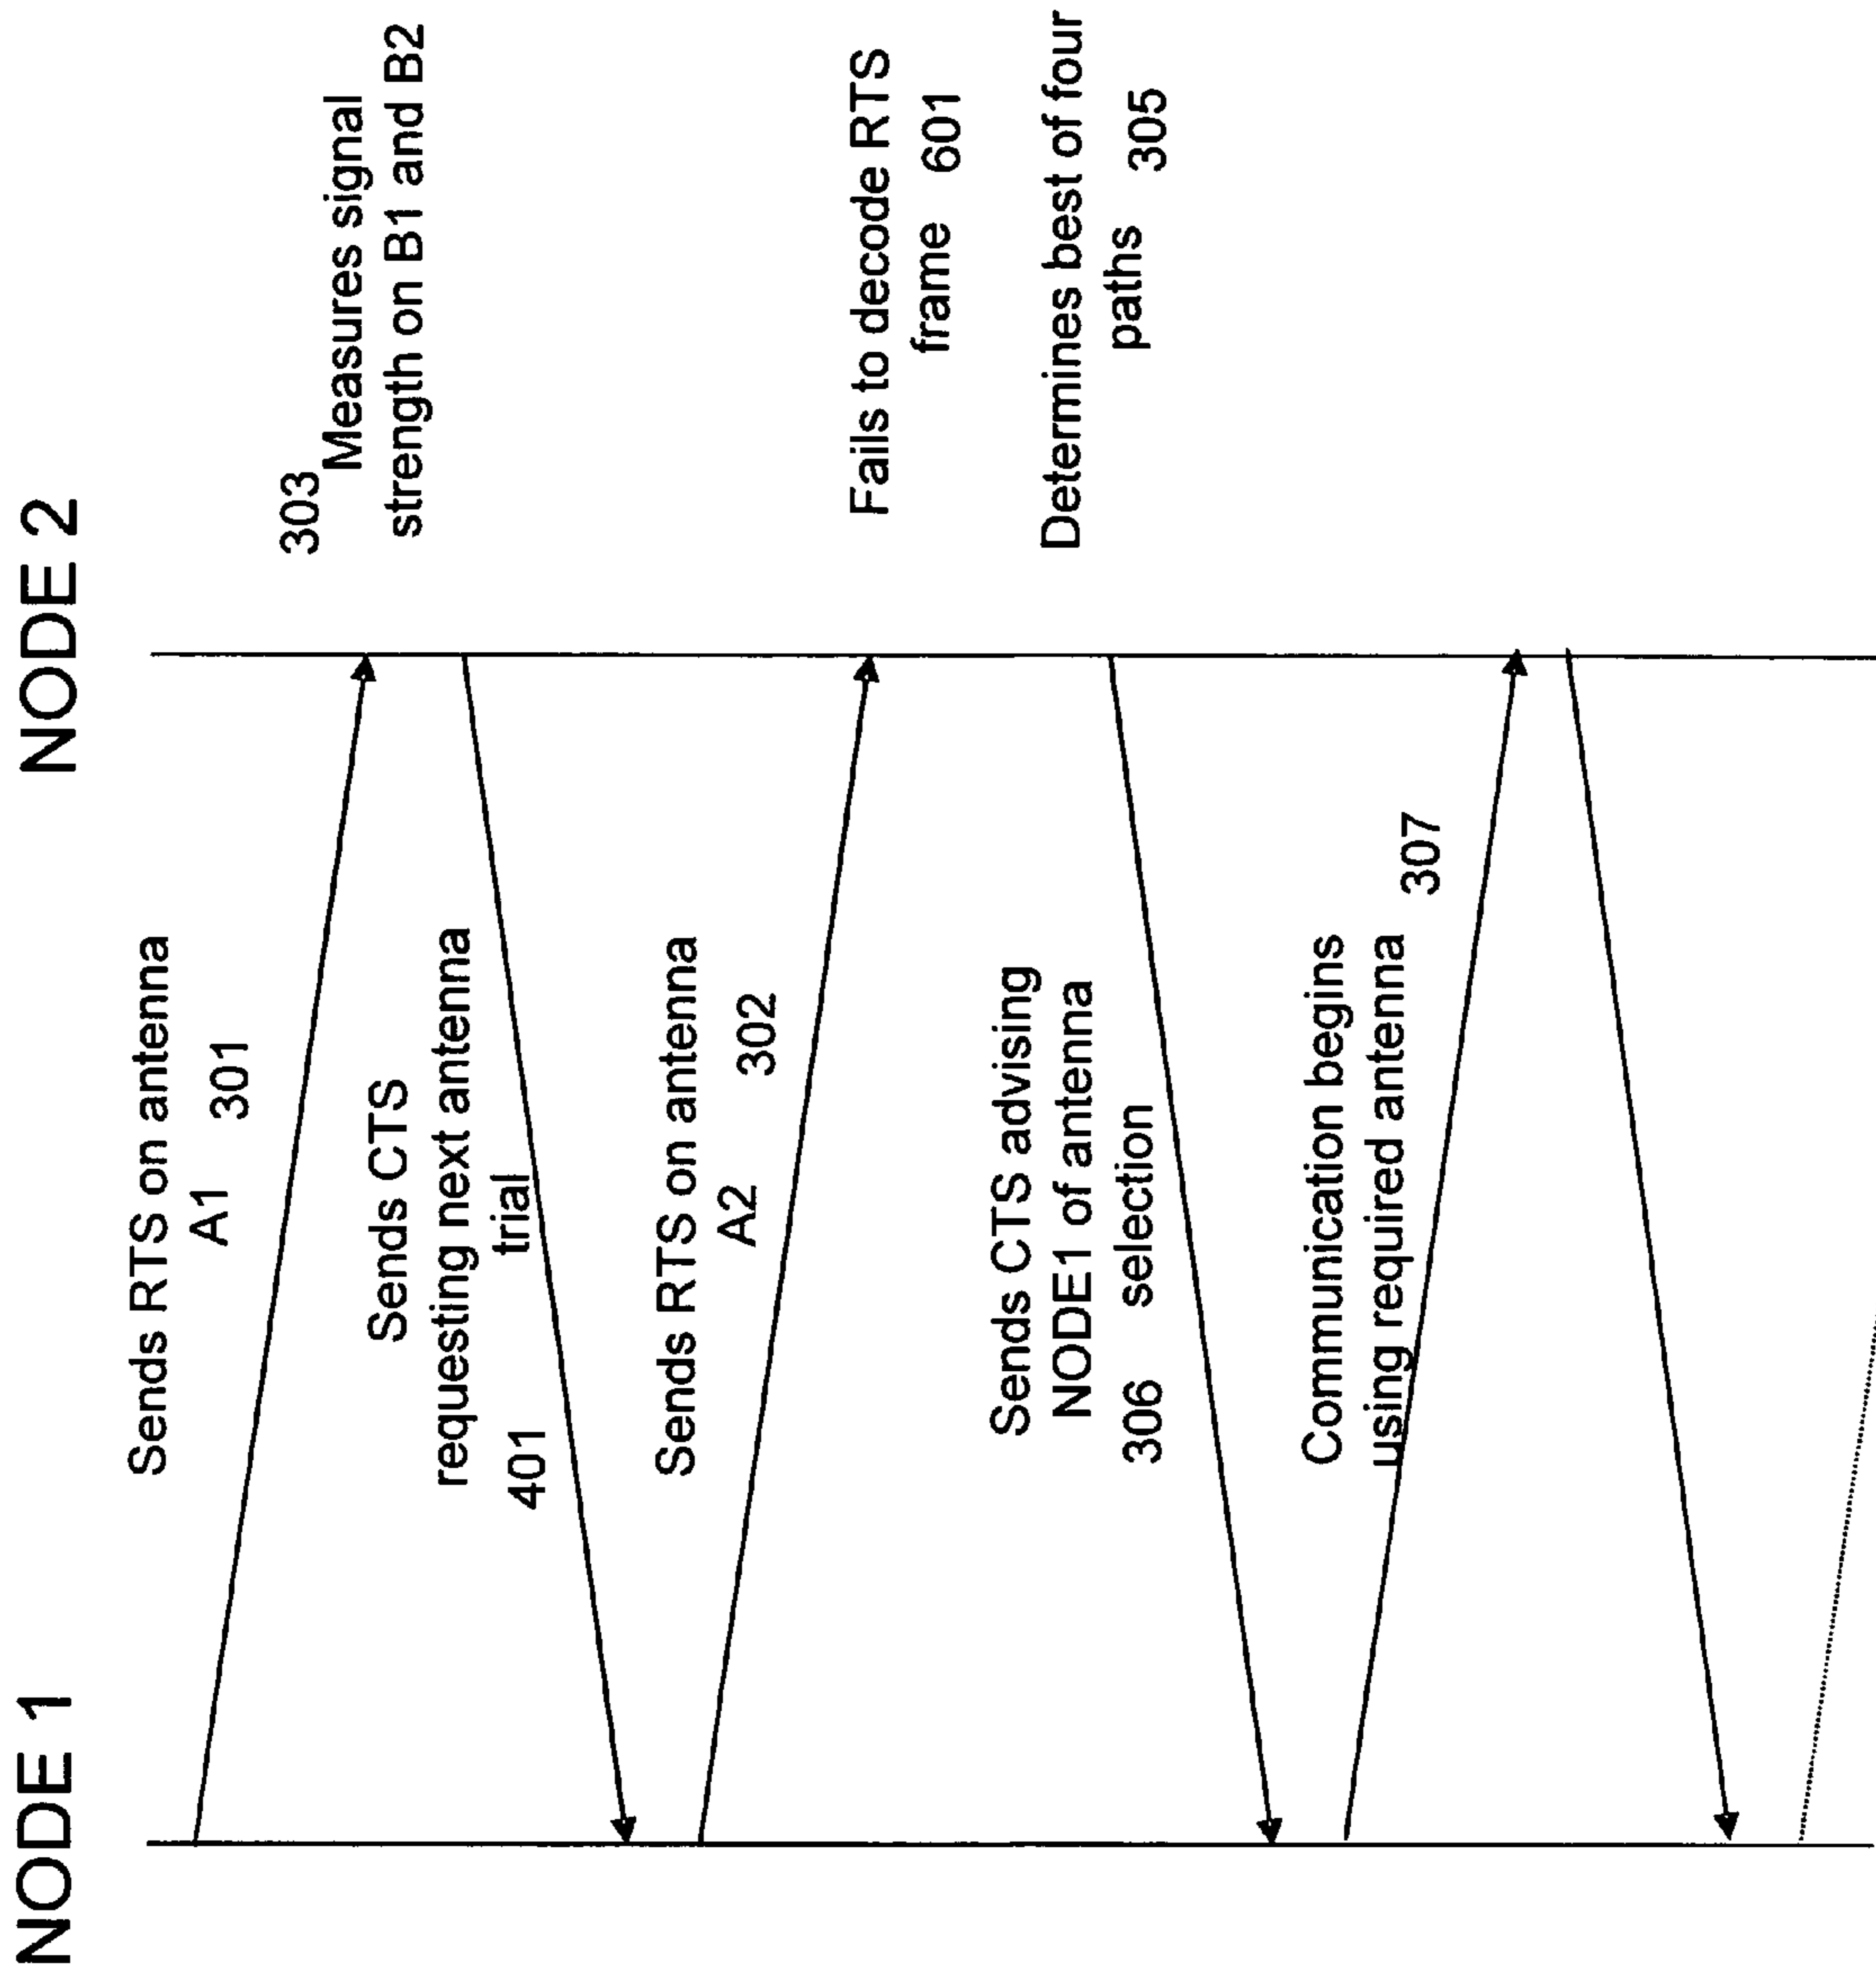 NODE 1
NODE 2
Sends RTS on antenna
A1 301
303
Measures signal
strength on B1 and B2
Sends CTS
requesting next antenna
trial
401
Sends RTS on antenna
A2 302
Fails to decode RTS
frame 601
Determines best of four
paths 305
Sends CTS advising
NODE1 of antenna
306 selection
Communication begins
using required antenna
307